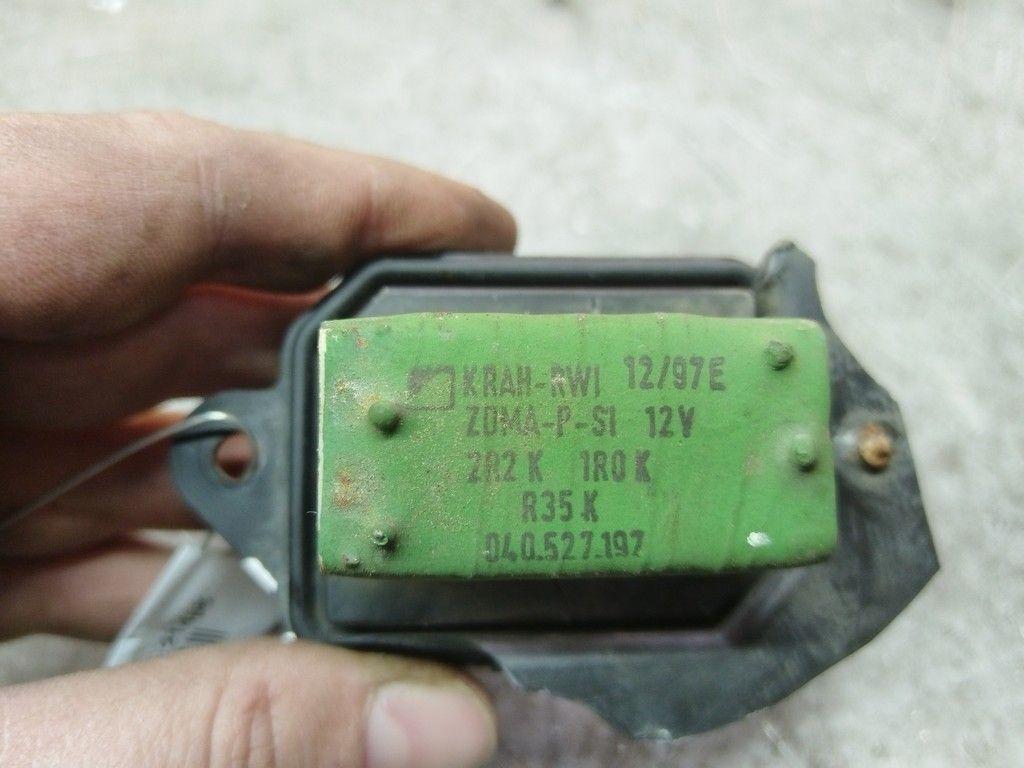 KRAH-RWI 12/97E
ZDMA-P-SI 12V
2R2 K 1R0 K
R35 K
040.527.197